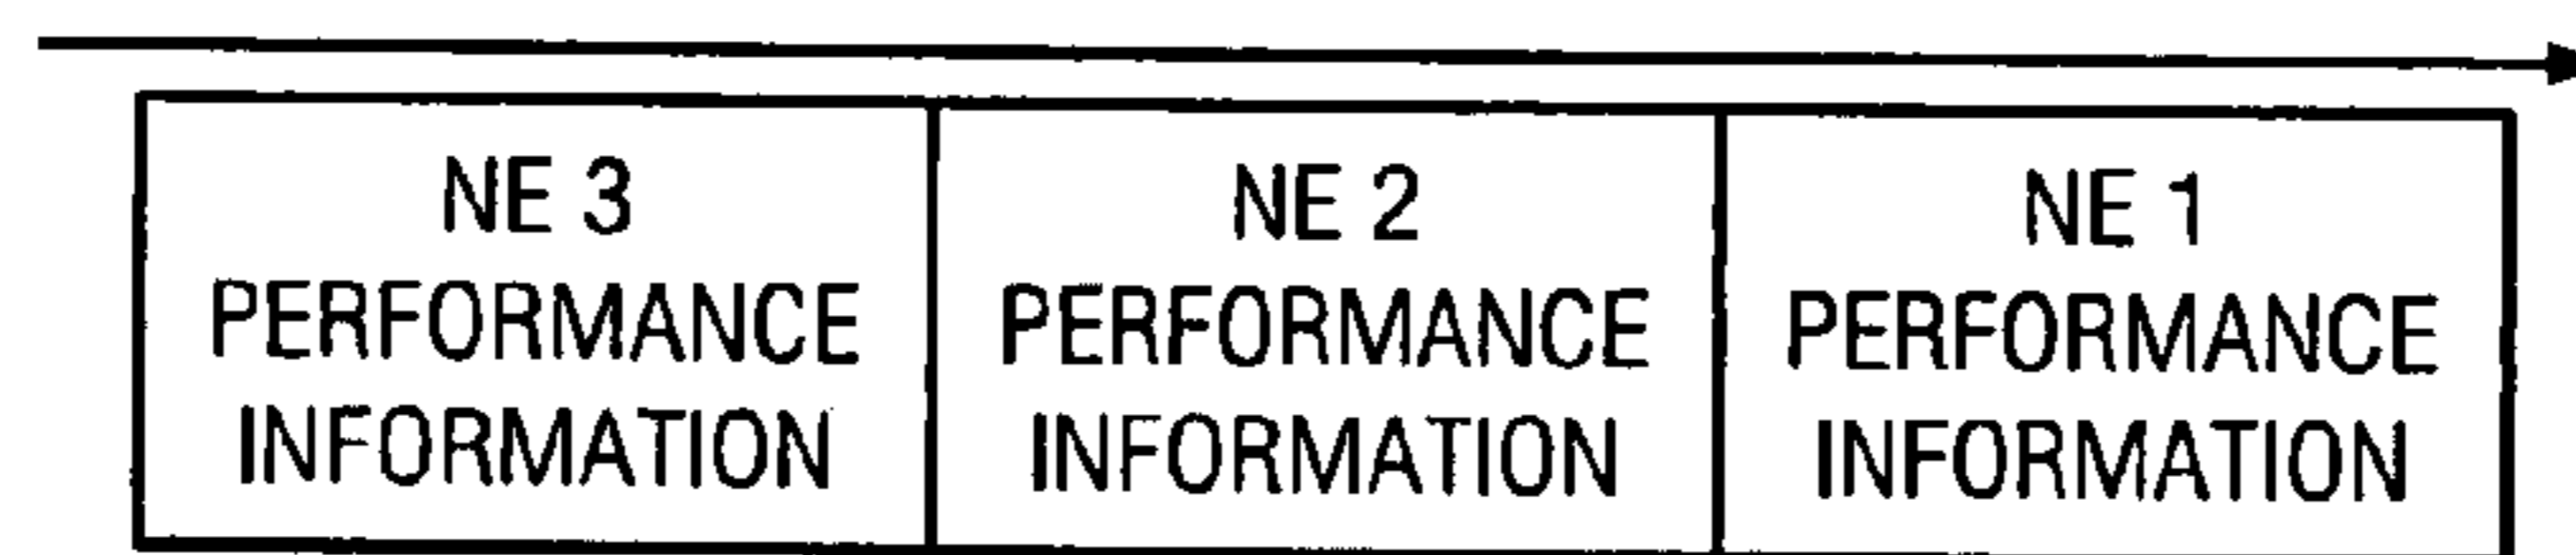 NE 3
PERFORMANCE
INFORMATION
NE 2
PERFORMANCE
INFORMATION
NE 1
PERFORMANCE
INFORMATION